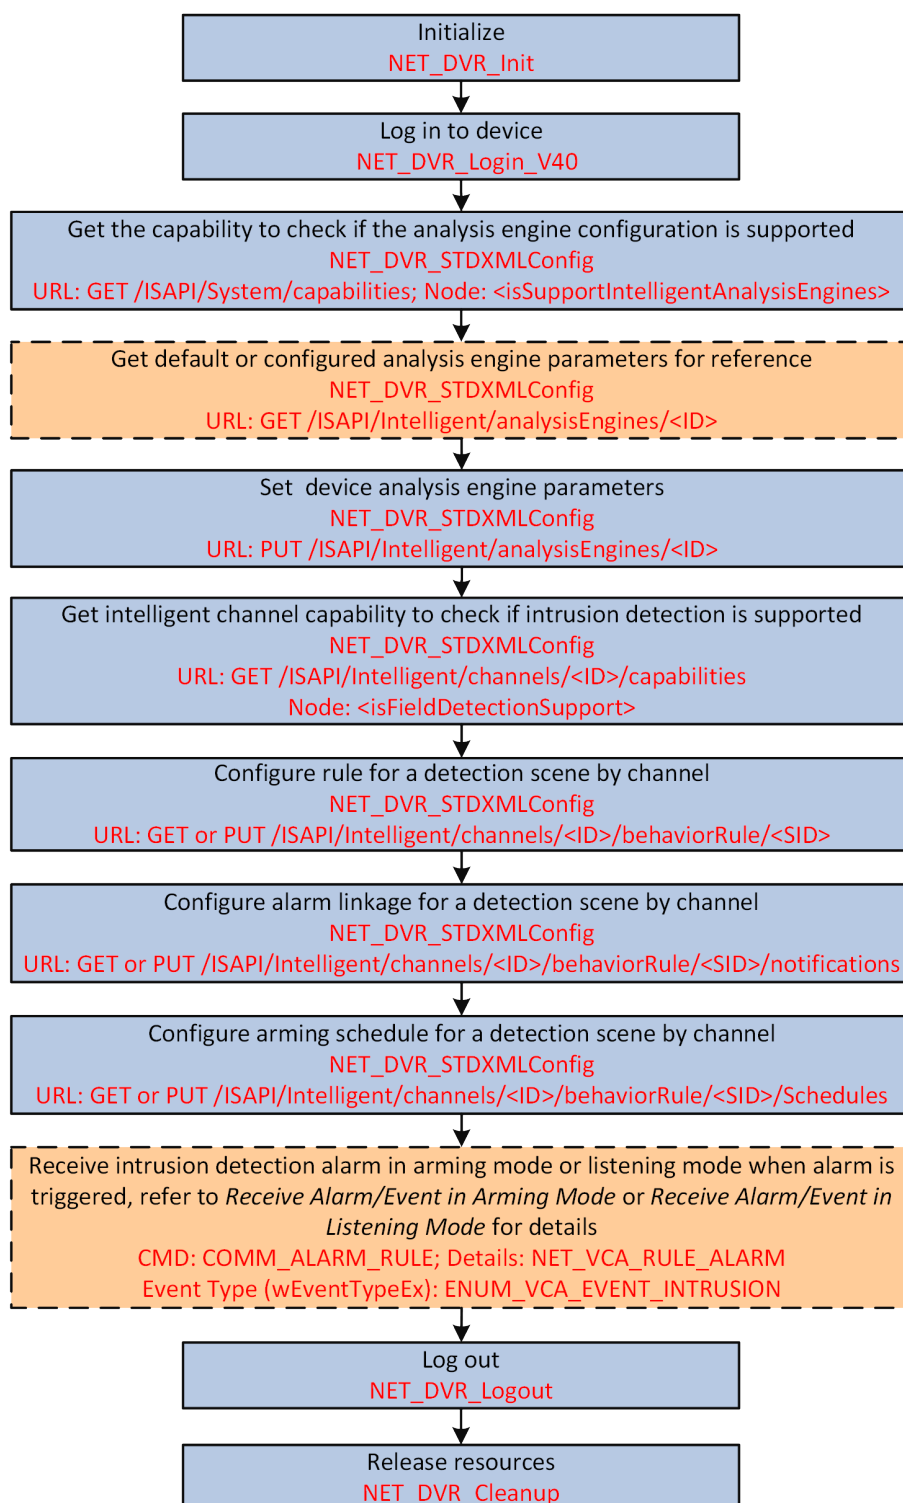 Initialize
NET_DVR_Init
Log in to device
NET_DVR_Login_V40
Get the capability to check if the analysis engine configuration is supported
NET_DVR_STDXMLConfig
URL: GET /ISAPI/System/capabilities; Node: <isSupportIntelligentAnalysisEngines>
Get default or configured analysis engine parameters for reference
NET_DVR_STDXMLConfig
URL: GET /ISAPI/Intelligent/analysisEngines/<ID>
Set  device analysis engine parameters
NET_DVR_STDXMLConfig
URL: PUT /ISAPI/Intelligent/analysisEngines/<ID>
Get intelligent channel capability to check if intrusion detection is supported
NET_DVR_STDXMLConfig
URL: GET /ISAPI/Intelligent/channels/<ID>/capabilities
Node: <isFieldDetectionSupport>
Configure rule for a detection scene by channel
NET_DVR_STDXMLConfig
URL: GET or PUT /ISAPI/Intelligent/channels/<ID>/behaviorRule/<SID>
Configure alarm linkage for a detection scene by channel
NET_DVR_STDXMLConfig
URL: GET or PUT /ISAPI/Intelligent/channels/<ID>/behaviorRule/<SID>/notifications
Configure arming schedule for a detection scene by channel
NET_DVR_STDXMLConfig
URL: GET or PUT /ISAPI/Intelligent/channels/<ID>/behaviorRule/<SID>/Schedules
Receive intrusion detection alarm in arming mode or listening mode when alarm is
triggered, refer to Receive Alarm/Event in Arming Mode or Receive Alarm/Event in
Listening Mode for details
CMD: COMM_ALARM_RULE; Details: NET_VCA_RULE_ALARM
Event Type (wEventTypeEx): ENUM_VCA_EVENT_INTRUSION
Log out
NET_DVR_Logout
Release resources
NET_DVR_Cleanup